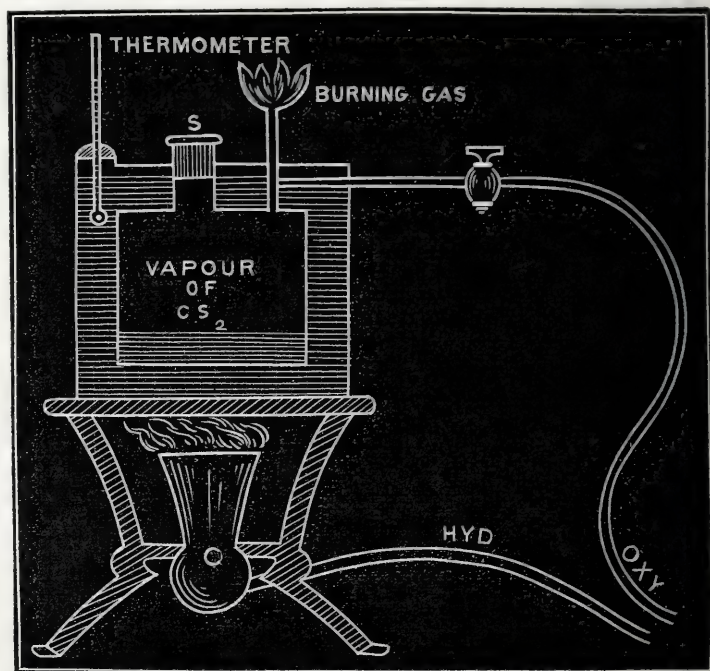 THERMOMETER
BURNING GAS
S
VAPOUR
OF
CS2
HYD
OXY